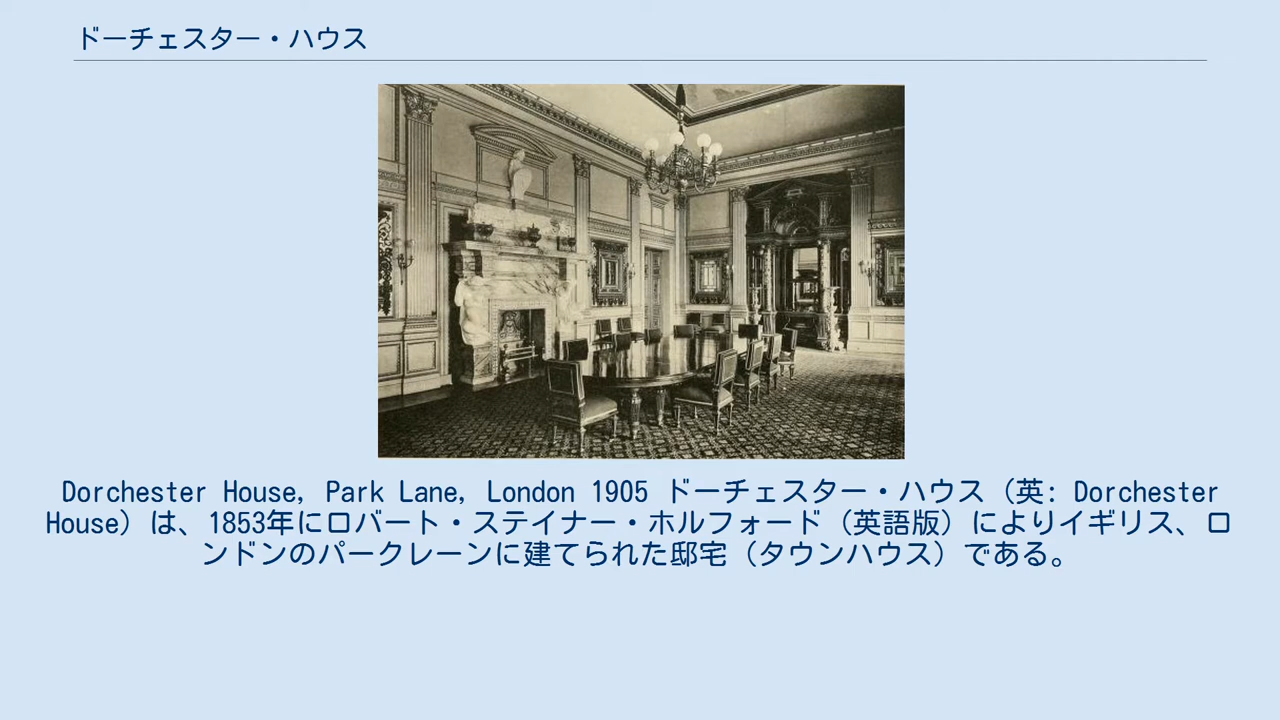 ドーチェスター・ハウス
Dorchester House, Park Lane, London 1905 ドーチェスター・ハウス（英: Dorchester
House）は、1853年にロバート・ステイナー・ホルフォード（英語版）によりイギリス、ロ
ンドンのパークレーンに建てられた邸宅（タウンハウス）である。